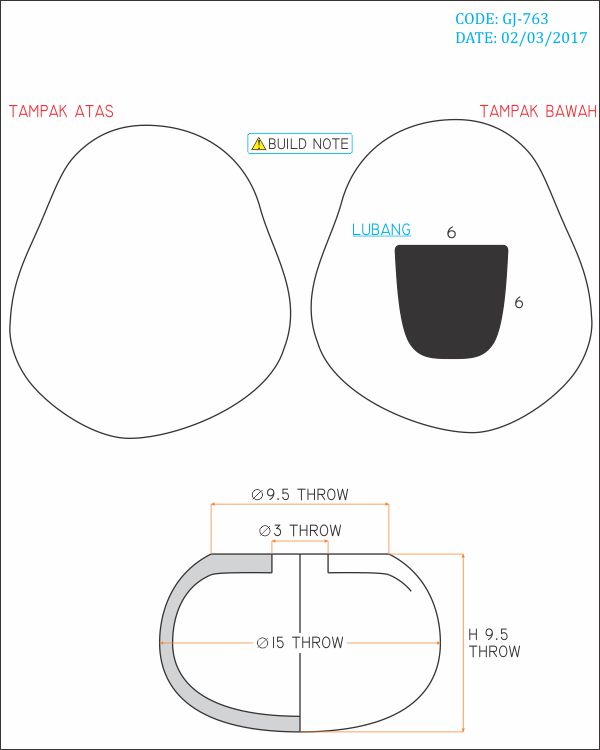 CODE: GJ-763
DATE: 02/03/2017
TAMPAK ATAS
TAMPAK BAWAH
BUILD NOTE
LUBANG
6
6
∅9.5 THROW
∅3 THROW
∅15 THROW
H 9.5
THROW